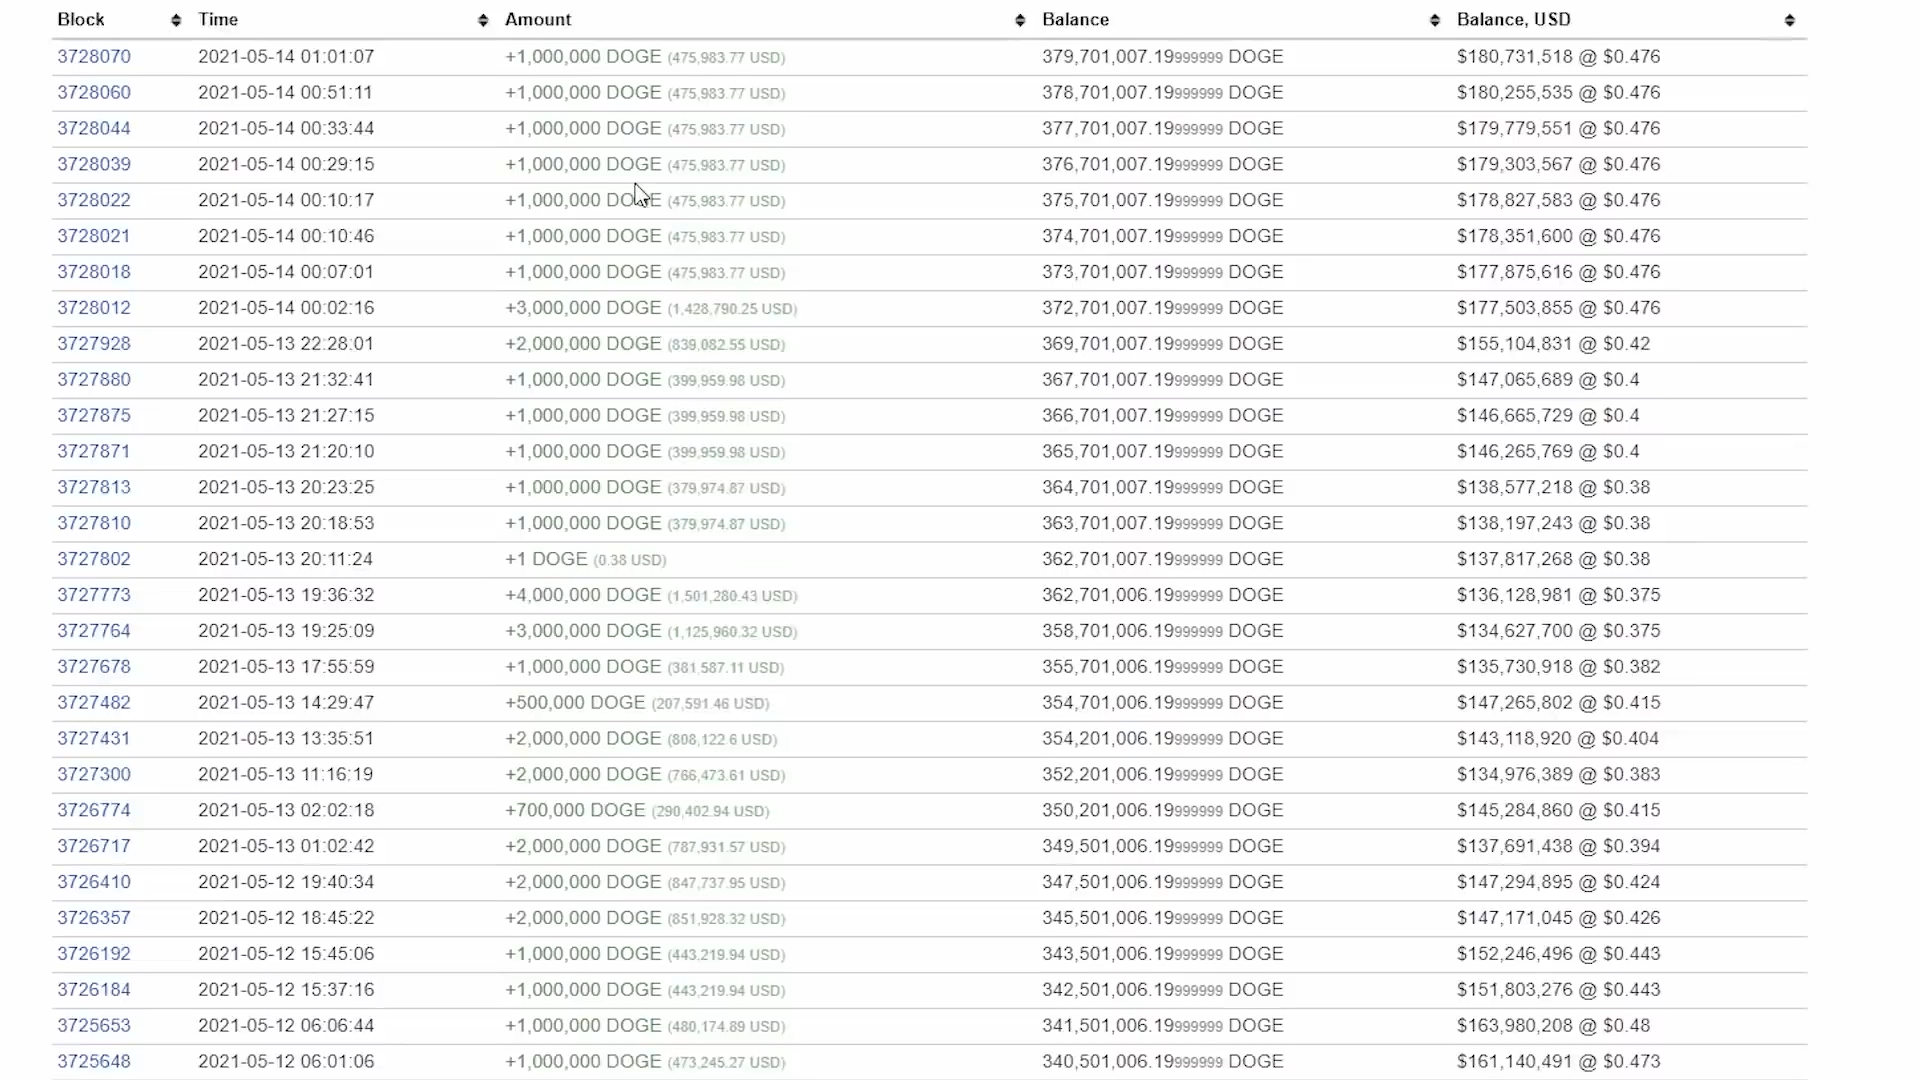 Block Time Amount Balance Balance, USD
3728070 2021-05-14 01:01:07 +1,000,000 DOGE (475,983.77 USD) 379,701,007.19999999 DOGE $180,731,518 @ $0.476
3728060 2021-05-14 00:51:11 +1,000,000 DOGE (475,983.77 USD) 378,701,007.19999999 DOGE $180,255,535 @ $0.476
3728044 2021-05-14 00:33:44 +1,000,000 DOGE (475,983.77 USD) 377,701,007.19999999 DOGE $179,779,551 @ $0.476
3728039 2021-05-14 00:29:15 +1,000,000 DOGE (475,983.77 USD) 376,701,007.19999999 DOGE $179,303,567 @ $0.476
3728022 2021-05-14 00:10:17 +1,000,000 DOGE (475,983.77 USD) 375,701,007.19999999 DOGE $178,827,583 @ $0.476
3728021 2021-05-14 00:10:46 +1,000,000 DOGE (475,983.77 USD) 374,701,007.19999999 DOGE $178,351,600 @ $0.476
3728018 2021-05-14 00:07:01 +1,000,000 DOGE (475,983.77 USD) 373,701,007.19999999 DOGE $177,875,616 @ $0.476
3728012 2021-05-14 00:02:16 +3,000,000 DOGE (1,428,790.25 USD) 372,701,007.19999999 DOGE $177,503,855 @ $0.476
3727928 2021-05-13 22:28:01 +2,000,000 DOGE (839,082.55 USD) 369,701,007.19999999 DOGE $155,104,831 @ $0.42
3727880 2021-05-13 21:32:41 +1,000,000 DOGE (399,959.98 USD) 367,701,007.19999999 DOGE $147,065,689 @ $0.4
3727875 2021-05-13 21:27:15 +1,000,000 DOGE (399,959.98 USD) 366,701,007.19999999 DOGE $146,665,729 @ $0.4
3727871 2021-05-13 21:20:10 +1,000,000 DOGE (399,959.98 USD) 365,701,007.19999999 DOGE $146,265,769 @ $0.4
3727813 2021-05-13 20:23:25 +1,000,000 DOGE (379,974.87 USD) 364,701,007.19999999 DOGE $138,577,218 @ $0.38
3727810 2021-05-13 20:18:53 +1,000,000 DOGE (379,974.87 USD) 363,701,007.19999999 DOGE $138,197,243 @ $0.38
3727802 2021-05-13 20:11:24 +1 DOGE (0.38 USD) 362,701,007.19999999 DOGE $137,817,268 @ $0.38
3727773 2021-05-13 19:36:32 +4,000,000 DOGE (1,501,280.43 USD) 362,701,006.19999999 DOGE $136,128,981 @ $0.375
3727764 2021-05-13 19:25:09 +3,000,000 DOGE (1,125,960.32 USD) 358,701,006.19999999 DOGE $134,627,700 @ $0.375
3727678 2021-05-13 17:55:59 +1,000,000 DOGE (381,587.11 USD) 355,701,006.19999999 DOGE $135,730,918 @ $0.382
3727482 2021-05-13 14:29:47 +500,000 DOGE (207,591.46 USD) 354,701,006.19999999 DOGE $147,265,802 @ $0.415
3727431 2021-05-13 13:35:51 +2,000,000 DOGE (808,122.6 USD) 354,201,006.19999999 DOGE $143,118,920 @ $0.404
3727300 2021-05-13 11:16:19 +2,000,000 DOGE (766,473.61 USD) 352,201,006.19999999 DOGE $134,976,389 @ $0.383
3726774 2021-05-13 02:02:18 +700,000 DOGE (290,402.94 USD) 350,201,006.19999999 DOGE $145,284,860 @ $0.415
3726717 2021-05-13 01:02:42 +2,000,000 DOGE (787,931.57 USD) 349,501,006.19999999 DOGE $137,691,438 @ $0.394
3726410 2021-05-12 19:40:34 +2,000,000 DOGE (847,737.95 USD) 347,501,006.19999999 DOGE $147,294,895 @ $0.424
3726357 2021-05-12 18:45:22 +2,000,000 DOGE (851,928.32 USD) 345,501,006.19999999 DOGE $147,171,045 @ $0.426
3726192 2021-05-12 15:45:06 +1,000,000 DOGE (443,219.94 USD) 343,501,006.19999999 DOGE $152,246,496 @ $0.443
3726184 2021-05-12 15:37:16 +1,000,000 DOGE (443,219.94 USD) 342,501,006.19999999 DOGE $151,803,276 @ $0.443
3725653 2021-05-12 06:06:44 +1,000,000 DOGE (480,174.89 USD) 341,501,006.19999999 DOGE $163,980,208 @ $0.48
3725648 2021-05-12 06:01:06 +1,000,000 DOGE (473,245.27 USD) 340,501,006.19999999 DOGE $161,140,491 @ $0.473